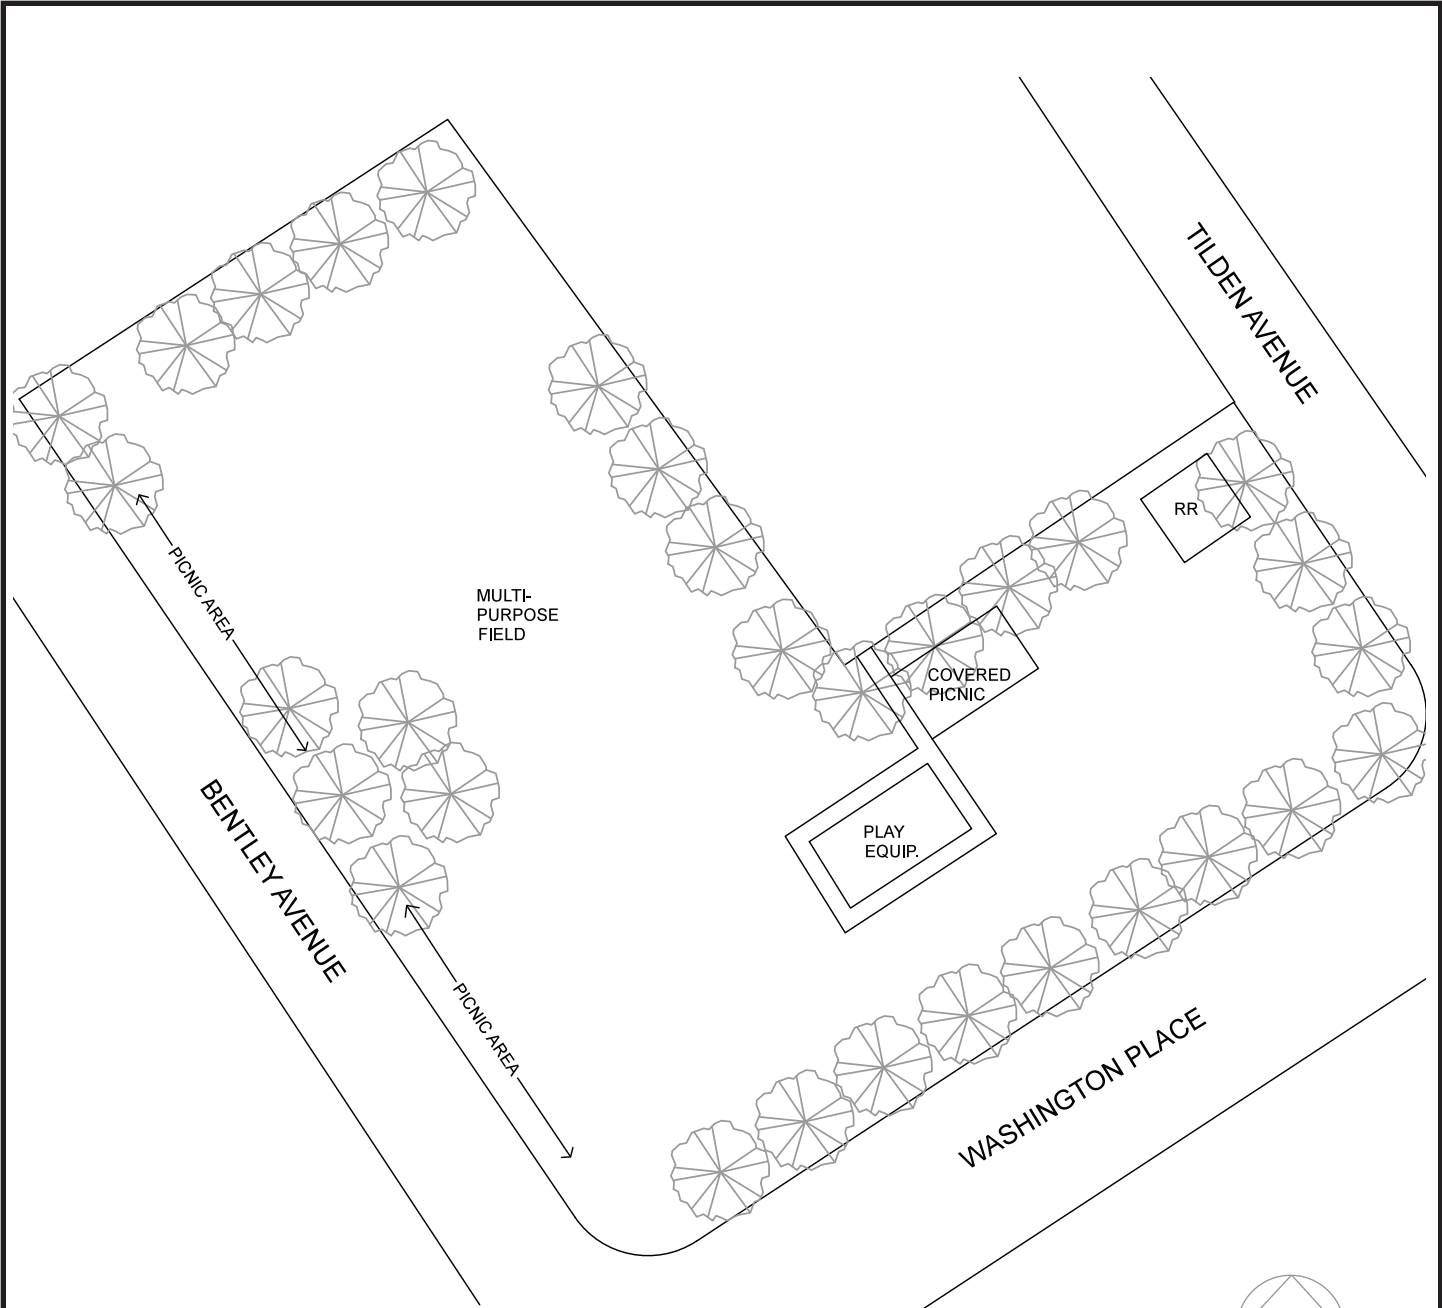 TILDEN AVENUE
RR
PICNIC AREA
MULTI-
PURPOSE
FIELD
COVERED
PICNIC
BENTLEY AVENUE
PLAY
EQUIP.
PICNIC AREA
WASHINGTON PLACE